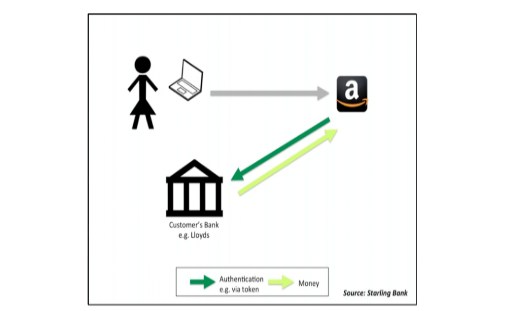 a
Customer's Bank
e.g. Lloyds
Authentication
e.g. via token
Money
Source: Starling Bank